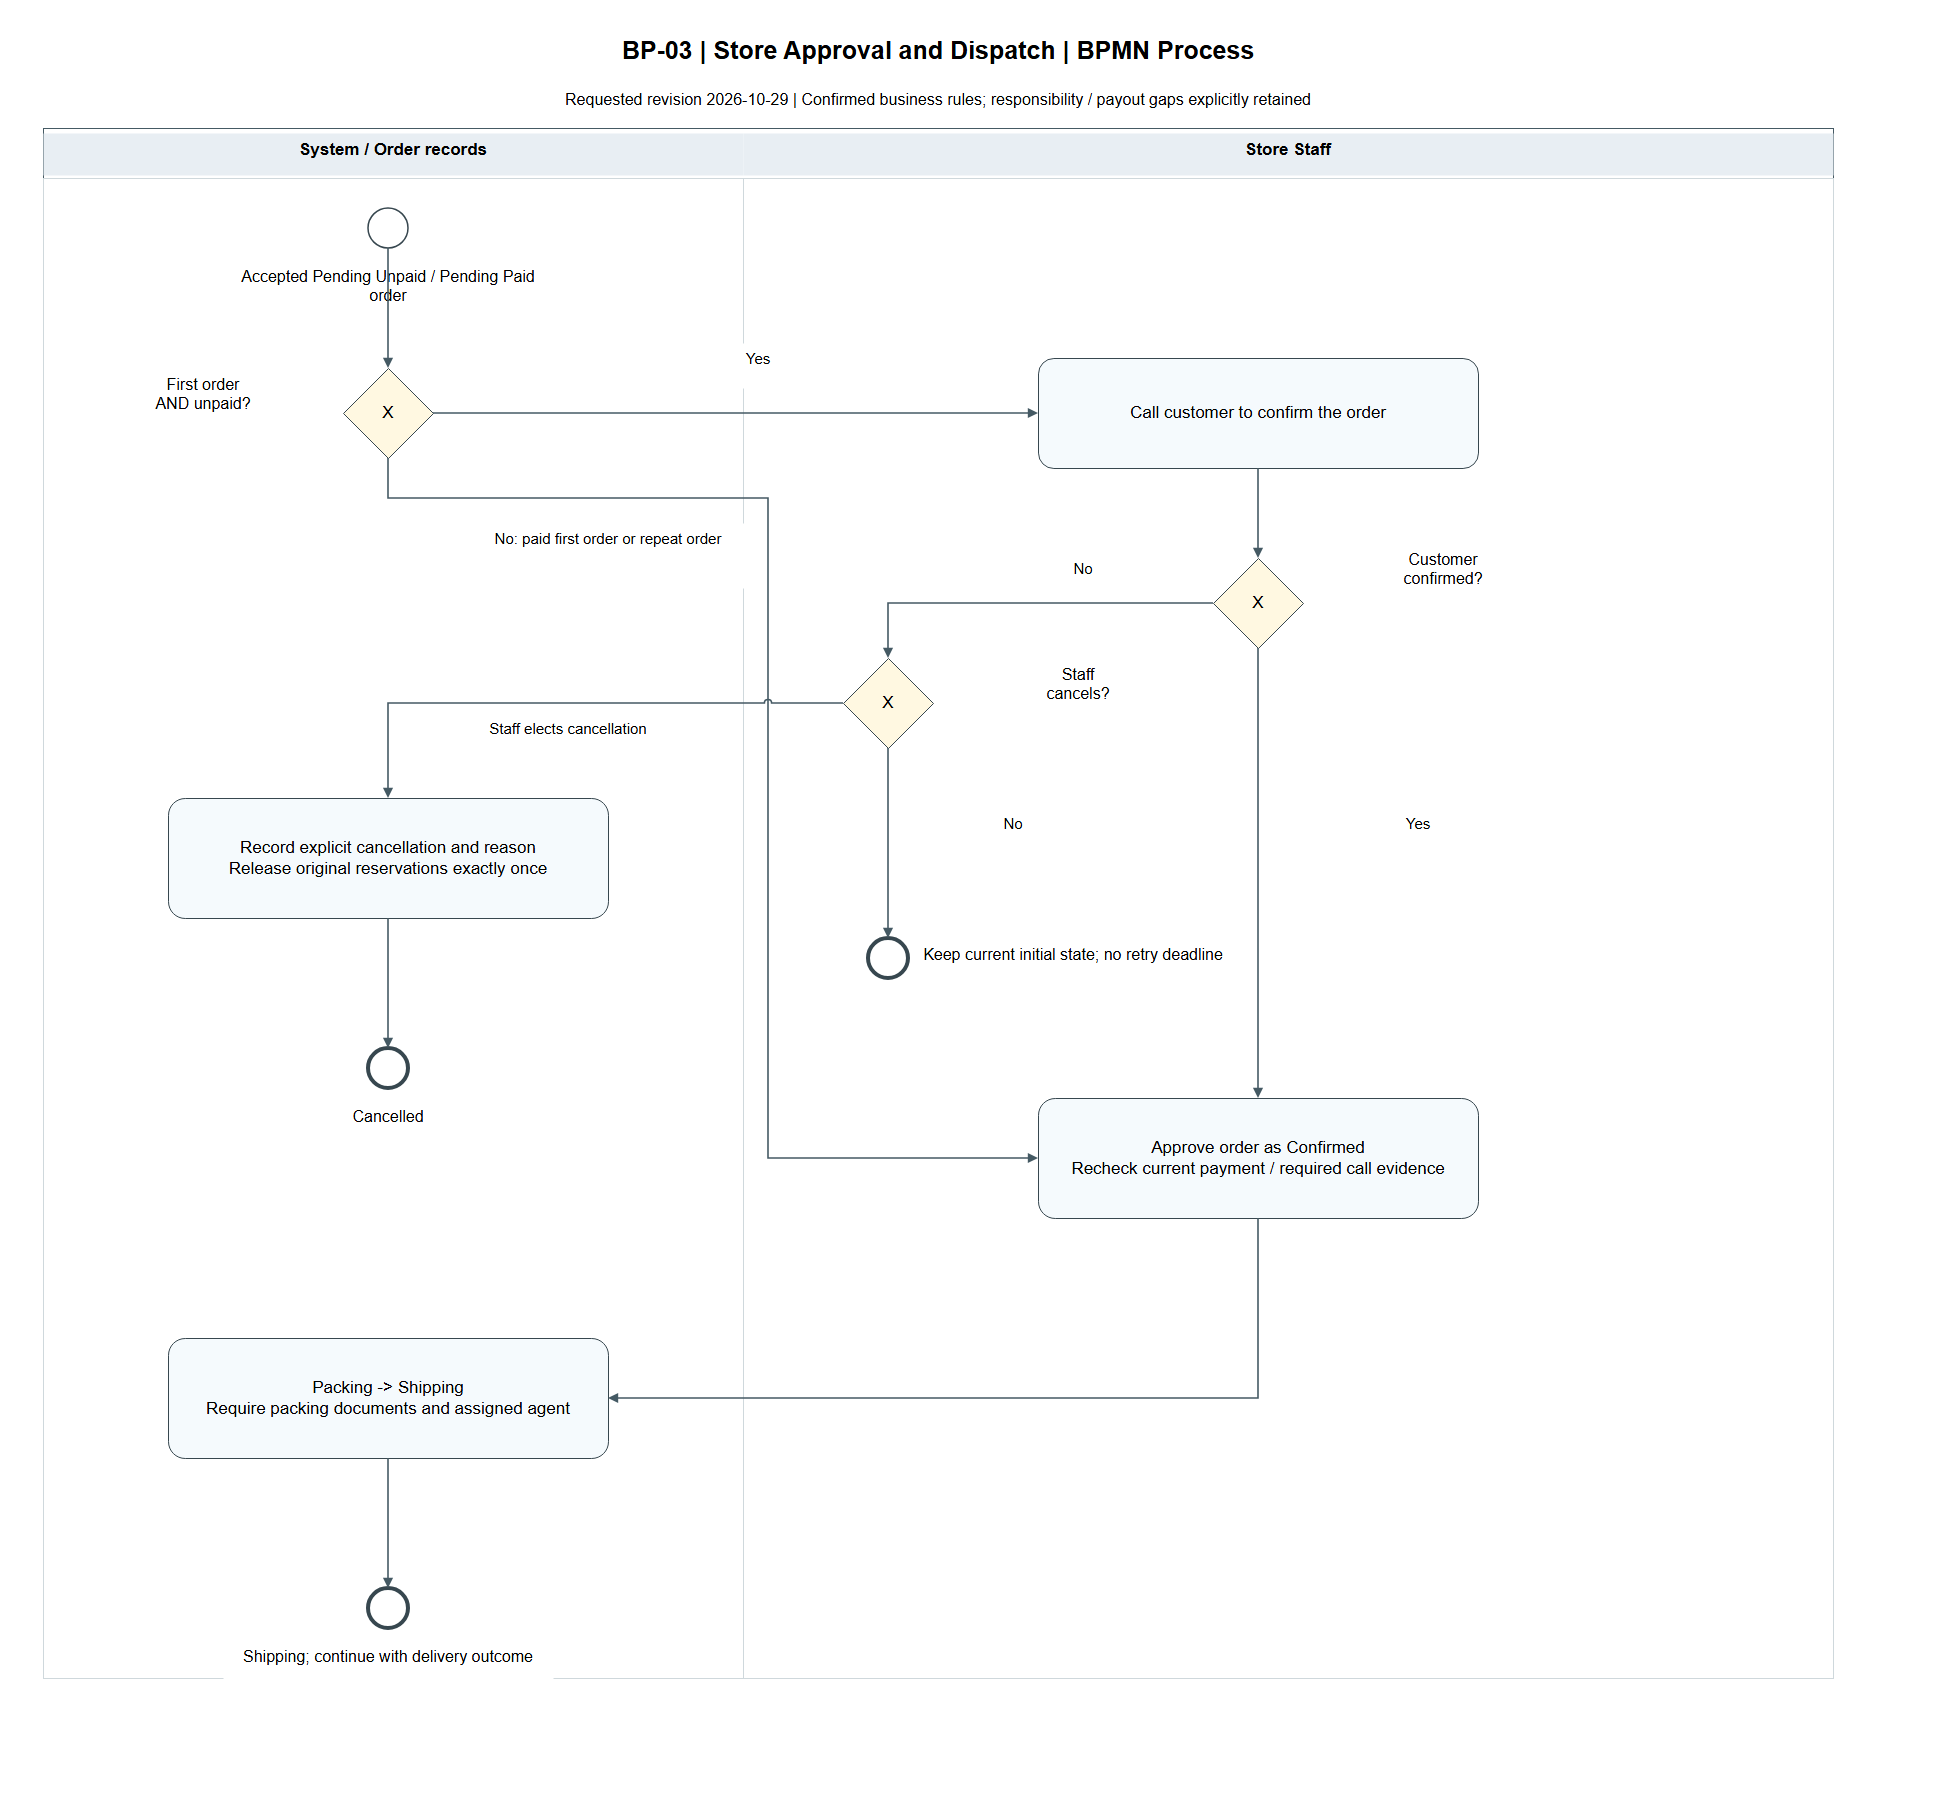 BP-03 | Store Approval and Dispatch | BPMN Process
Requested revision 2026-10-29 | Confirmed business rules; responsibility / payout gaps explicitly retained
System / Order records
Store Staff
Accepted Pending Unpaid / Pending Paid
order
Yes
First order
AND unpaid?
X
Call customer to confirm the order
No: paid first order or repeat order
No
Customer
confirmed?
X
Staff
cancels?
X
Staff elects cancellation
No
Yes
Record explicit cancellation and reason
Release original reservations exactly once
Keep current initial state; no retry deadline
Cancelled
Approve order as Confirmed
Recheck current payment / required call evidence
Packing -> Shipping
Require packing documents and assigned agent
Shipping; continue with delivery outcome